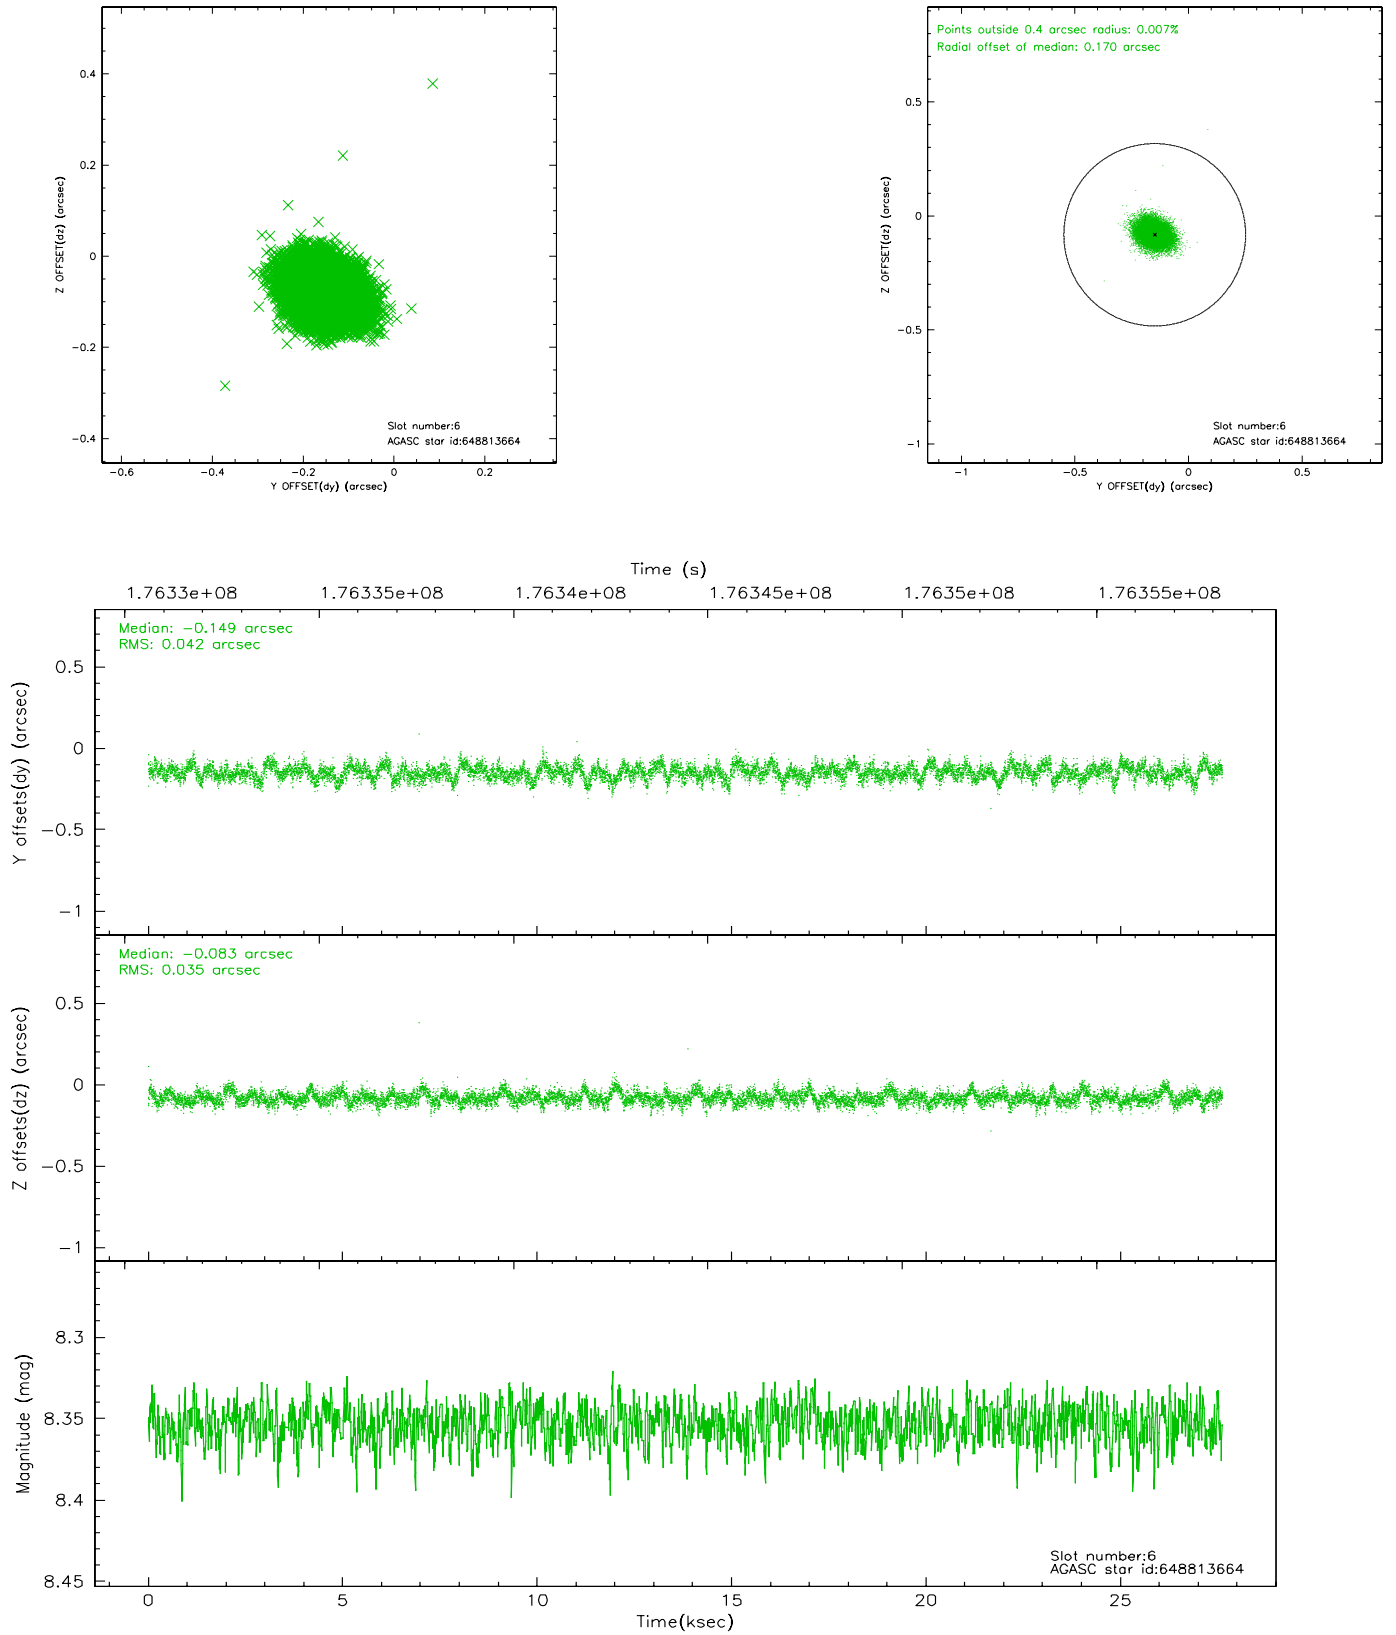 0.4
0.2
0
−0.2
−0.4
Z OFFSET(dz) (arcsec)
Slot number:6
AGASC star id:648813664
−0.6 −0.4 −0.2 0 0.2
Y OFFSET(dy) (arcsec)
Points outside 0.4 arcsec radius: 0.007%
Radial offset of median: 0.170 arcsec
0.5
0
−0.5
−1
Z OFFSET(dz) (arcsec)
Slot number:6
AGASC star id:648813664
−1 −0.5 0 0.5
Y OFFSET(dy) (arcsec)
Time (s)
1.7633e+08 1.76335e+08 1.7634e+08 1.76345e+08 1.7635e+08 1.76355e+08
Median: −0.149 arcsec
RMS: 0.042 arcsec
0.5
0
−0.5
−1
Y offsets(dy) (arcsec)
Median: −0.083 arcsec
RMS: 0.035 arcsec
0.5
0
−0.5
−1
Z offsets(dz) (arcsec)
8.3
8.35
8.4
8.45
Magnitude (mag)
Slot number:6
AGASC star id:648813664
0 5 10 15 20 25
Time(ksec)